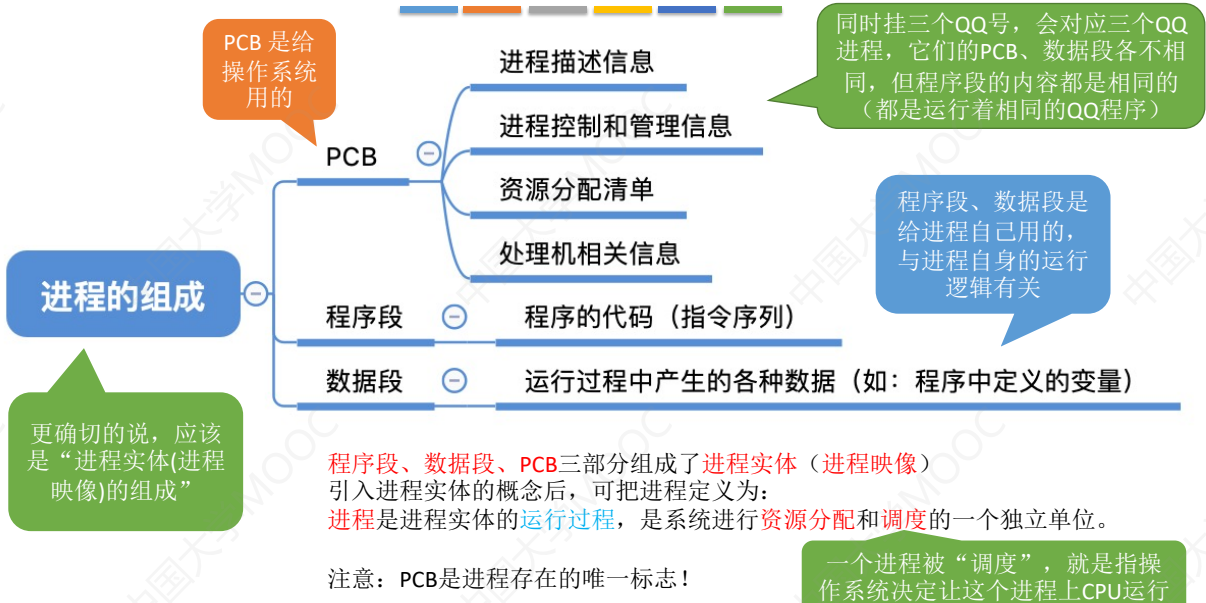 PCB 是给
操作系统
用的
同时挂三个QQ号，会对应三个QQ
进程，它们的PCB、数据段各不相
同，但程序段的内容都是相同的
（都是运行着相同的QQ程序）
进程描述信息
进程控制和管理信息
PCB
资源分配清单
处理机相关信息
程序段、数据段是
给进程自己用的，
与进程自身的运行
逻辑有关
进程的组成
程序段
程序的代码（指令序列）
数据段
运行过程中产生的各种数据（如：程序中定义的变量）
更确切的说，应该
是“进程实体(进程
映像)的组成”
程序段、数据段、PCB三部分组成了进程实体（进程映像）
引入进程实体的概念后，可把进程定义为：
进程是进程实体的运行过程，是系统进行资源分配和调度的一个独立单位。
注意：PCB是进程存在的唯一标志！
一个进程被“调度”，就是指操
作系统决定让这个进程上CPU运行
中国大学MOOC